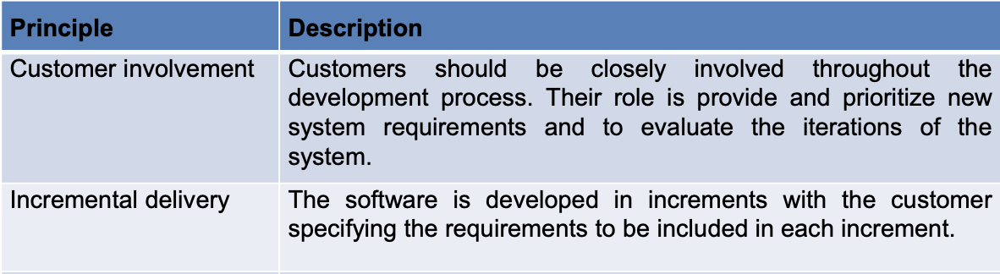 Principle
Description
Customer involvement
Customers should be closely involved throughout the
development process. Their role is provide and prioritize new
system requirements and to evaluate the iterations of the
system.
Incremental delivery
The software is developed in increments with the customer
specifying the requirements to be included in each increment.